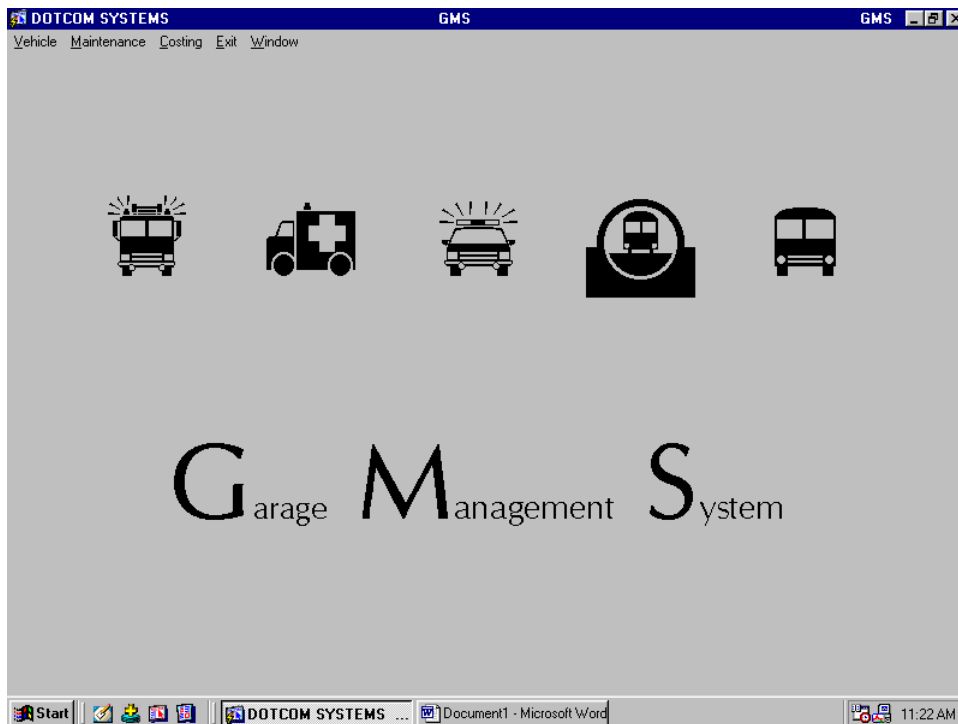 DOTCOM SYSTEMS GMS GMS
Vehicle Maintenance Costing Exit Window
Garage Management System
Start DOTCOM SYSTEMS ... Document1 - Microsoft Word 11:22 AM